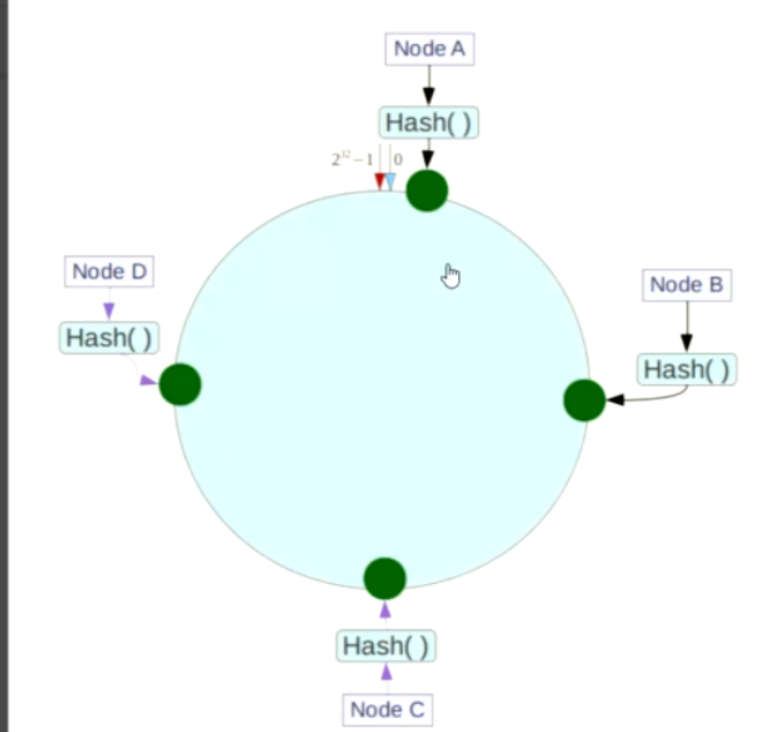 Node A
Hash( )
2³²−1 0
Node D
Hash( )
Node B
Hash( )
Hash( )
Node C